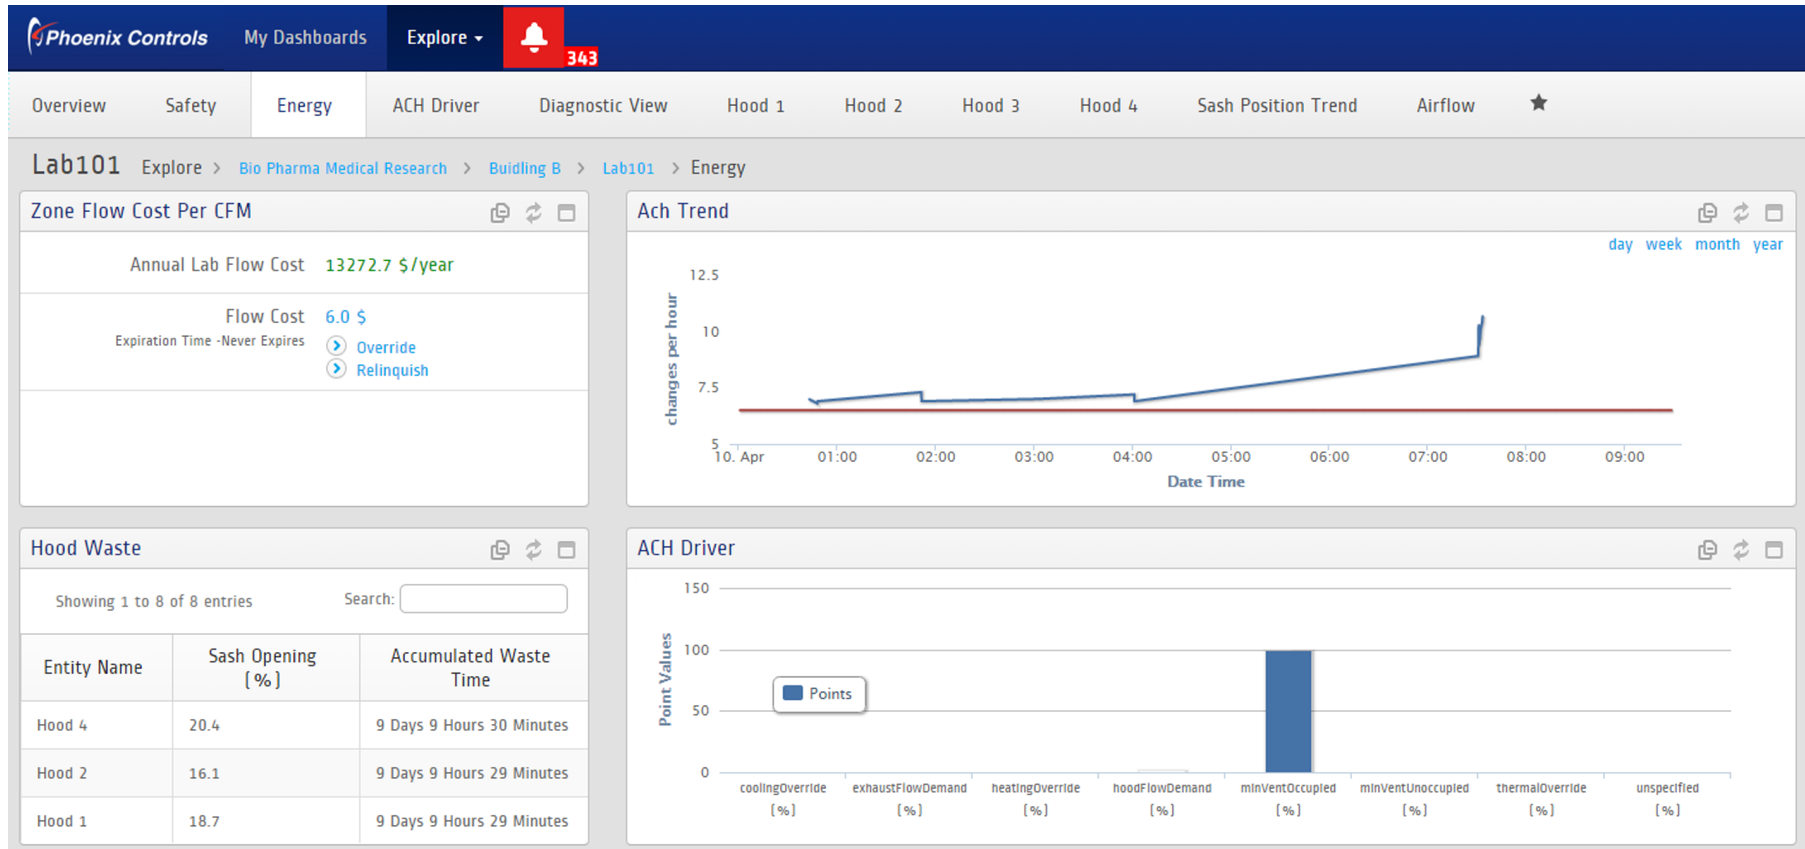 Phoenix Controls My Dashboards Explore 343
Overview Safety Energy ACH Driver Diagnostic View Hood 1 Hood 2 Hood 3 Hood 4 Sash Position Trend Airflow
Lab101 Explore > Bio Pharma Medical Research > Buidling B > Lab101 > Energy
Zone Flow Cost Per CFM
Annual Lab Flow Cost 13272.7 $/year
Flow Cost 6.0 $
Expiration Time -Never Expires
Override
Relinquish
Ach Trend
day week month year
changes per hour
12.5
10
7.5
5
10. Apr 01:00 02:00 03:00 04:00 05:00 06:00 07:00 08:00 09:00
Date Time
Hood Waste
Showing 1 to 8 of 8 entries Search:
Entity Name Sash Opening [%] Accumulated Waste Time
Hood 4 20.4 9 Days 9 Hours 30 Minutes
Hood 2 16.1 9 Days 9 Hours 29 Minutes
Hood 1 18.7 9 Days 9 Hours 29 Minutes
ACH Driver
Point Values
150
100
50
0
Points
coolingOverride [%] exhaustFlowDemand [%] heatingOverride [%] hoodFlowDemand [%] minVentOccupied [%] minVentUnoccupied [%] thermalOverride [%] unspecified [%]